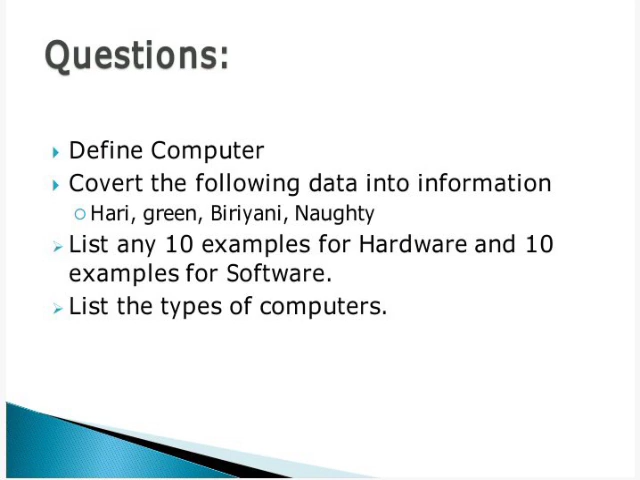 Questions:
Define Computer
Covert the following data into information
Hari, green, Biriyani, Naughty
List any 10 examples for Hardware and 10
examples for Software.
List the types of computers.